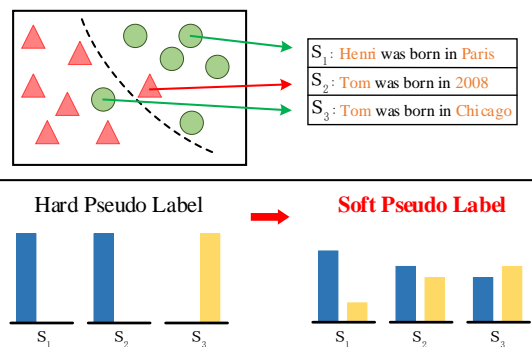 S1: Henri was born in Paris
S2: Tom was born in 2008
S3: Tom was born in Chicago
Hard Pseudo Label
Soft Pseudo Label
S1 S2 S3 S1 S2 S3